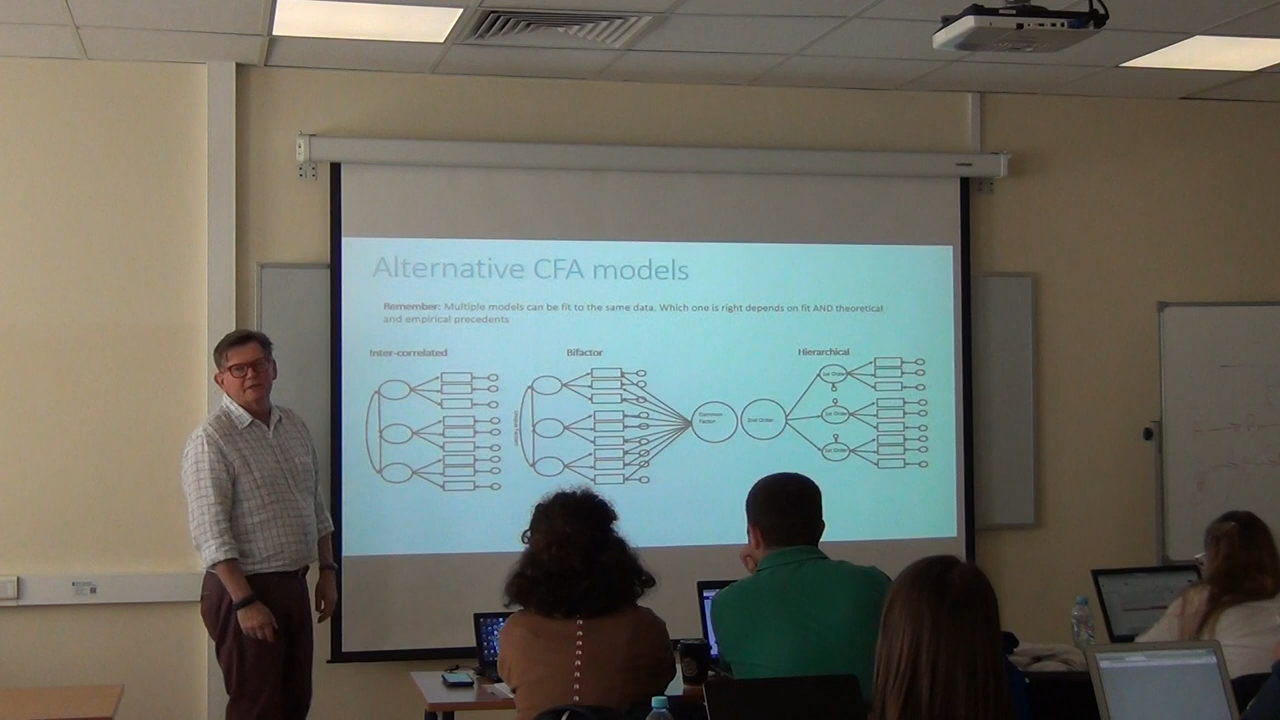 Alternative CFA models
Remember: Multiple models can be fit to the same data. Which one is right depends on fit AND theoretical
and empirical precedents
Inter-correlated
Bifactor
Hierarchical
Common
Factor
2nd Order
1st Order
1st Order
1st Order